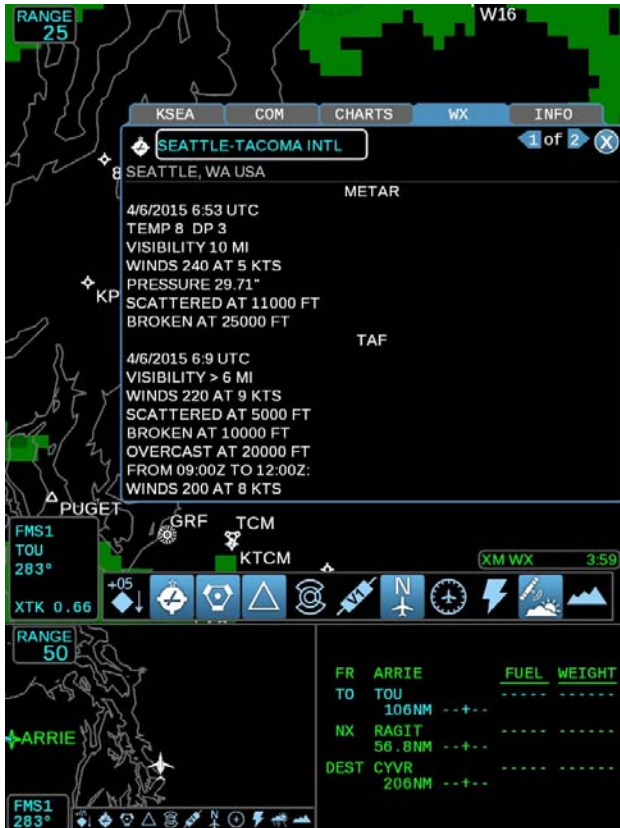 RANGE
25
W16
KSEA COM CHARTS WX INFO
SEATTLE-TACOMA INTL
1 of 2 X
8 SEATTLE, WA USA
METAR
4/6/2015 6:53 UTC
TEMP 8 DP 3
VISIBILITY 10 MI
WINDS 240 AT 5 KTS
PRESSURE 29.71"
KP
SCATTERED AT 11000 FT
BROKEN AT 25000 FT
TAF
4/6/2015 6:9 UTC
VISIBILITY > 6 MI
WINDS 220 AT 9 KTS
SCATTERED AT 5000 FT
BROKEN AT 10000 FT
OVERCAST AT 20000 FT
FROM 09:00Z TO 12:00Z:
WINDS 200 AT 8 KTS
PUGET
GRF TCM
KTCM
FMS1
TOU
283°
XTK 0.66
XM WX 3:59
+05
V1
N
RANGE
50
ARRIE
FMS1
283°
FR ARRIE FUEL WEIGHT
TO TOU ----- ------
106NM --+--
NX RAGIT ----- ------
56.8NM --+--
DEST CYVR ----- ------
206NM --+--